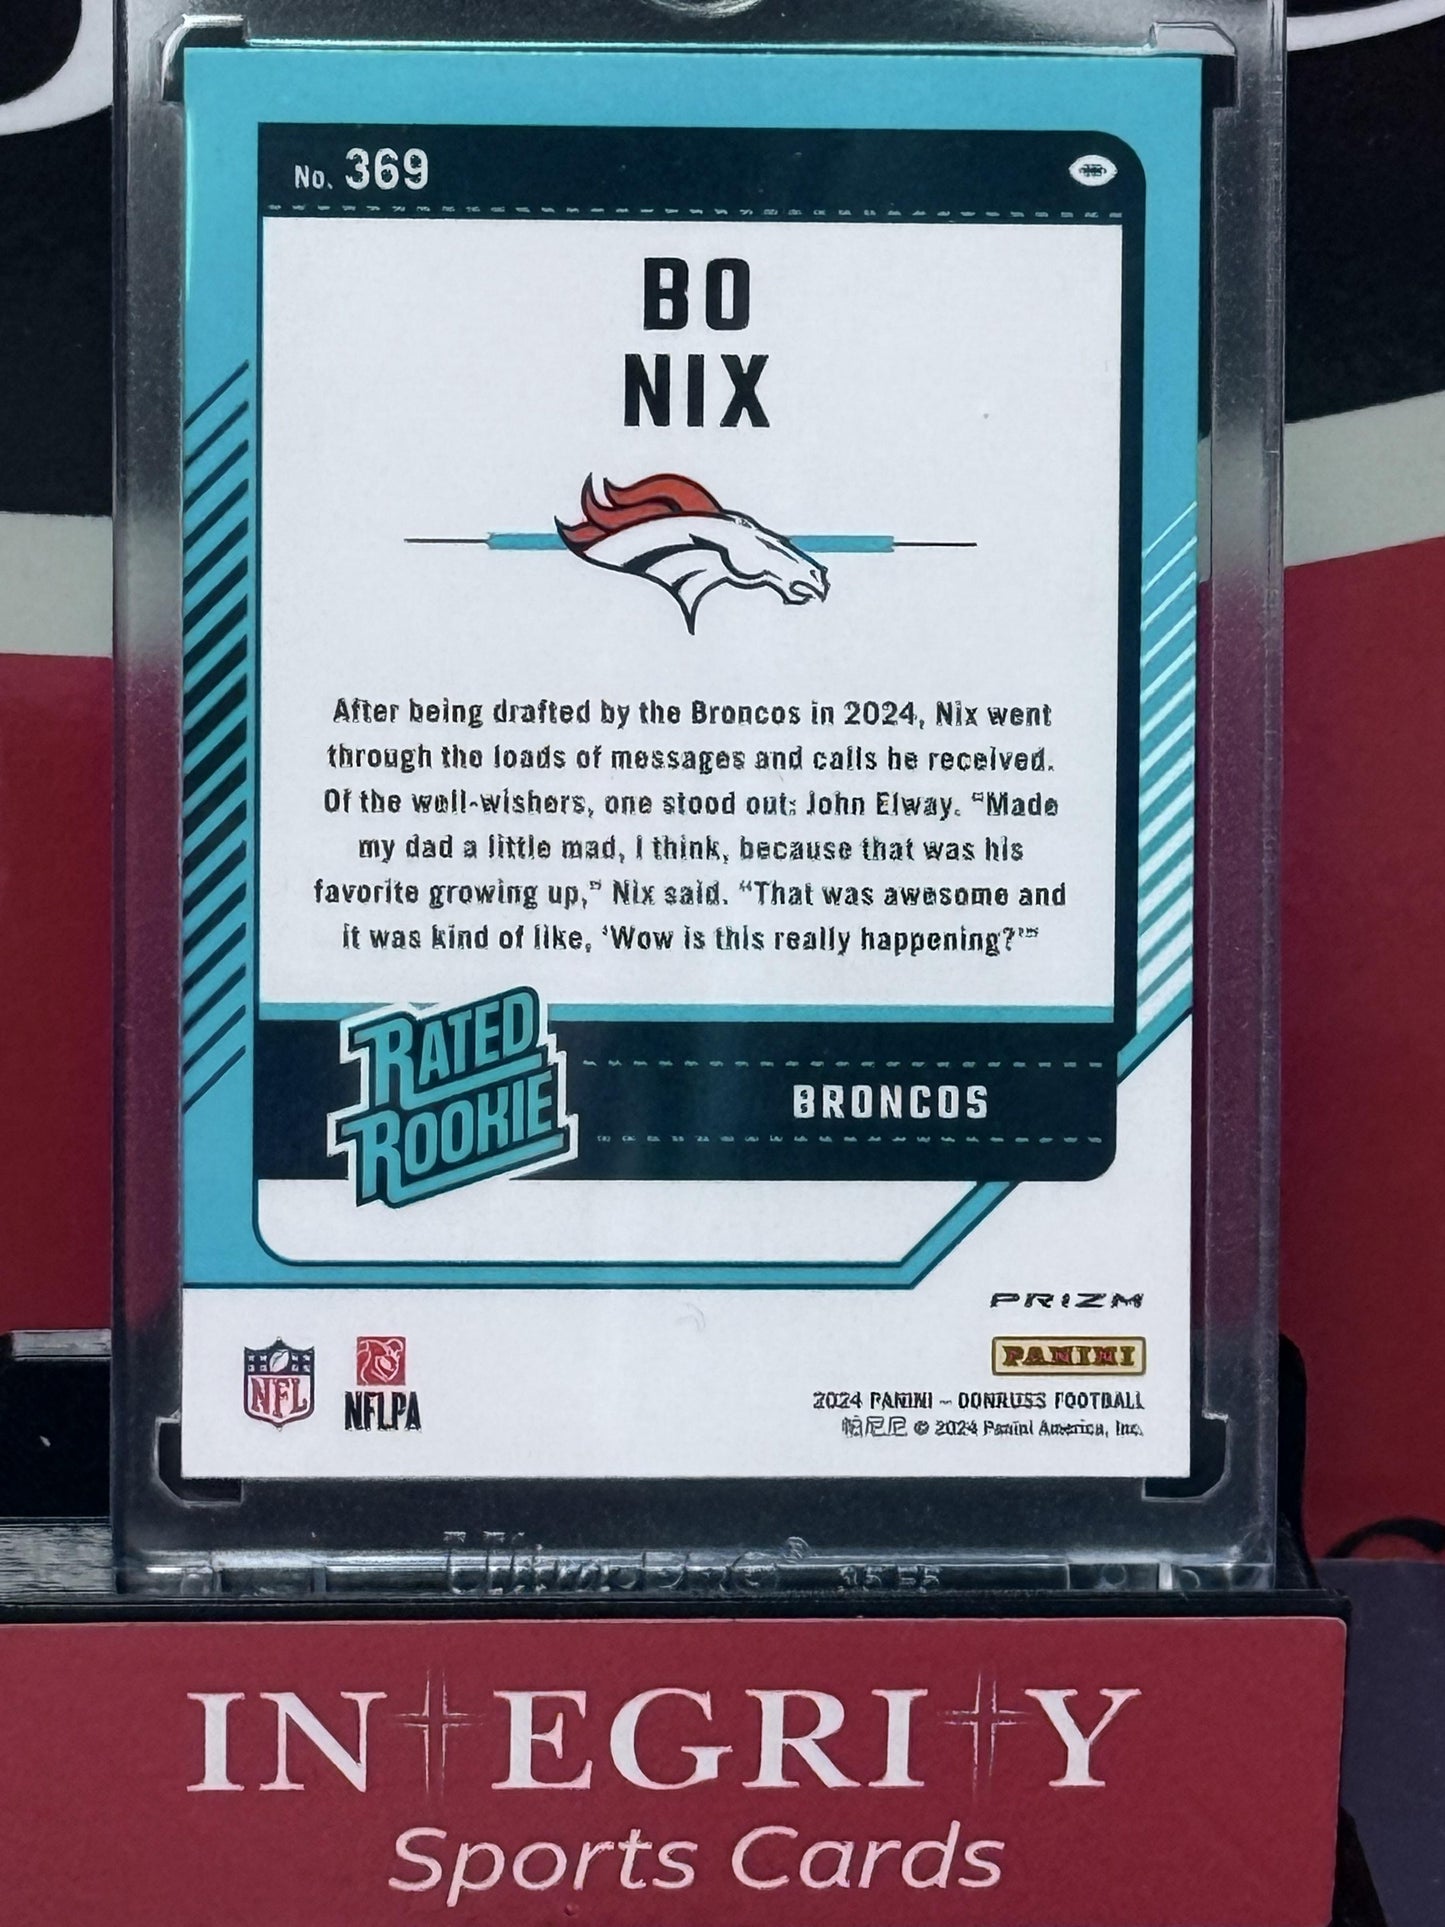 No. 369
BO
NIX
After being drafted by the Broncos in 2024, Nix went
through the loads of messages and calls he received.
Of the well-wishers, one stood out: John Elway. “Made
my dad a little mad, I think, because that was his
favorite growing up,” Nix said. “That was awesome and
it was kind of like, ‘Wow is this really happening?’”
RATED
ROOKIE
BRONCOS
PRIZM
PANINI
NFL
NFLPA
2024 PANINI – DONRUSS FOOTBALL
© 2024 Panini America, Inc.
INTEGRITY
Sports Cards